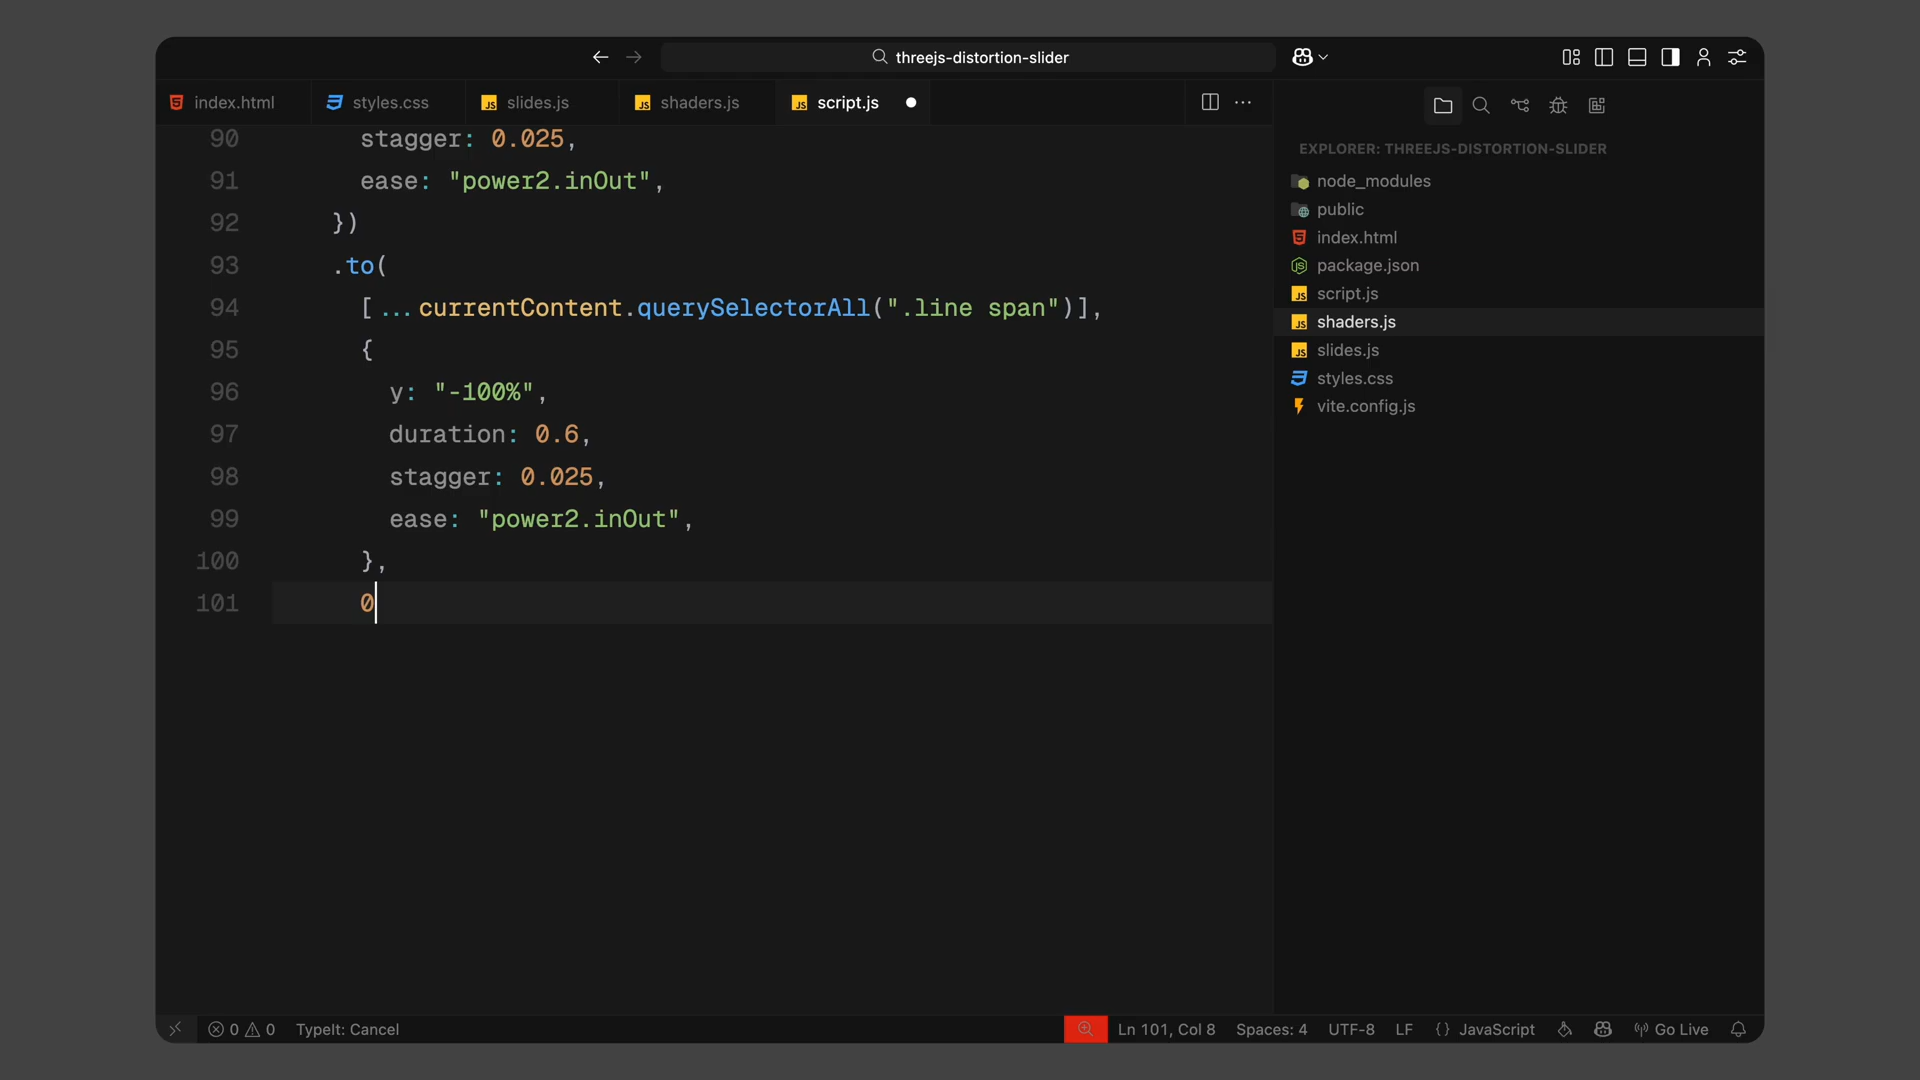 threejs-distortion-slider
index.html
styles.css
slides.js
shaders.js
script.js
90 stagger: 0.025,
91 ease: "power2.inOut",
92 })
93 .to(
94 [...currentContent.querySelectorAll(".line span")],
95 {
96 y: "-100%",
97 duration: 0.6,
98 stagger: 0.025,
99 ease: "power2.inOut",
100 },
101 0
EXPLORER: THREEJS-DISTORTION-SLIDER
node_modules
public
index.html
package.json
script.js
shaders.js
slides.js
styles.css
vite.config.js
0 0 TypeIt: Cancel
Ln 101, Col 8 Spaces: 4 UTF-8 LF {} JavaScript Go Live